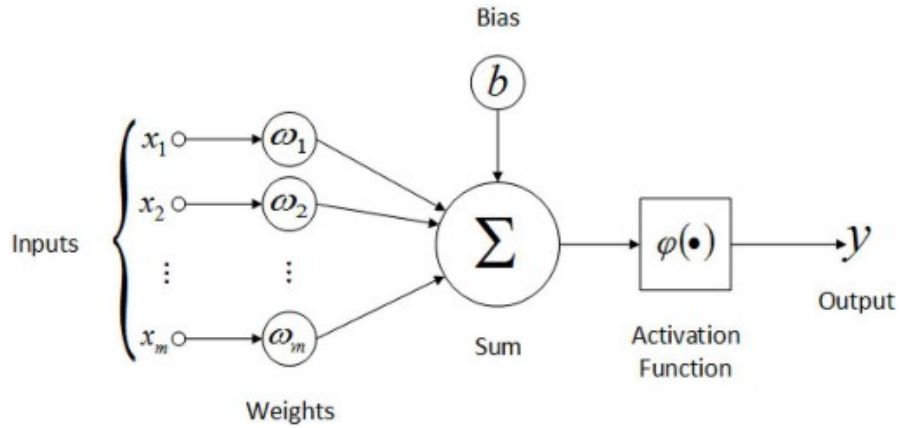 Bias
b
x₁
ω₁
x₂
ω₂
Inputs
⋮
⋮
xₘ
ωₘ
Weights
Σ
Sum
φ(•)
Activation
Function
y
Output